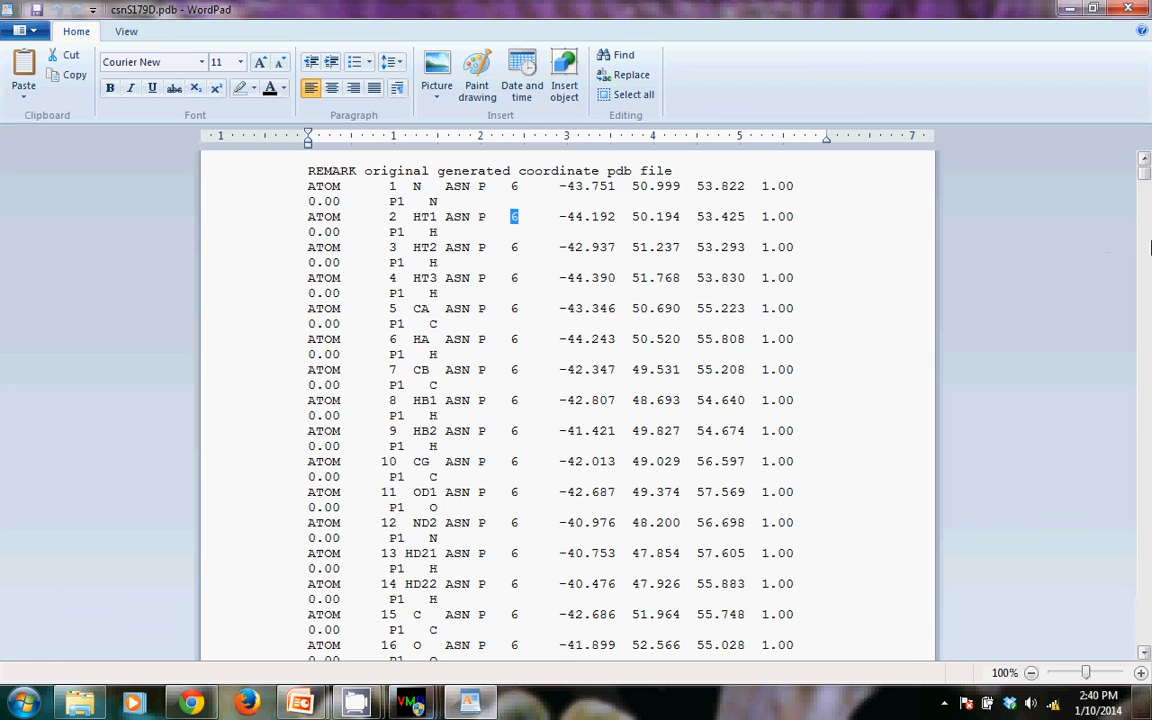 csnS179D.pdb - WordPad
Home View
Paste Cut Copy Clipboard
Courier New 11
B I U abc X₂ X² A
Font
Paragraph
Picture Paint drawing Date and time Insert object
Insert
Find
Replace
Select all
Editing
1 1 2 3 4 5 7
REMARK original generated coordinate pdb file
ATOM 1 N ASN P 6 -43.751 50.999 53.822 1.00
0.00 P1 N
ATOM 2 HT1 ASN P 6 -44.192 50.194 53.425 1.00
0.00 P1 H
ATOM 3 HT2 ASN P 6 -42.937 51.237 53.293 1.00
0.00 P1 H
ATOM 4 HT3 ASN P 6 -44.390 51.768 53.830 1.00
0.00 P1 H
ATOM 5 CA ASN P 6 -43.346 50.690 55.223 1.00
0.00 P1 C
ATOM 6 HA ASN P 6 -44.243 50.520 55.808 1.00
0.00 P1 H
ATOM 7 CB ASN P 6 -42.347 49.531 55.208 1.00
0.00 P1 C
ATOM 8 HB1 ASN P 6 -42.807 48.693 54.640 1.00
0.00 P1 H
ATOM 9 HB2 ASN P 6 -41.421 49.827 54.674 1.00
0.00 P1 H
ATOM 10 CG ASN P 6 -42.013 49.029 56.597 1.00
0.00 P1 C
ATOM 11 OD1 ASN P 6 -42.687 49.374 57.569 1.00
0.00 P1 O
ATOM 12 ND2 ASN P 6 -40.976 48.200 56.698 1.00
0.00 P1 N
ATOM 13 HD21 ASN P 6 -40.753 47.854 57.605 1.00
0.00 P1 H
ATOM 14 HD22 ASN P 6 -40.476 47.926 55.883 1.00
0.00 P1 H
ATOM 15 C ASN P 6 -42.686 51.964 55.748 1.00
0.00 P1 C
ATOM 16 O ASN P 6 -41.899 52.566 55.028 1.00
0.00 P1 O
100%
VMD
2:40 PM
1/10/2014